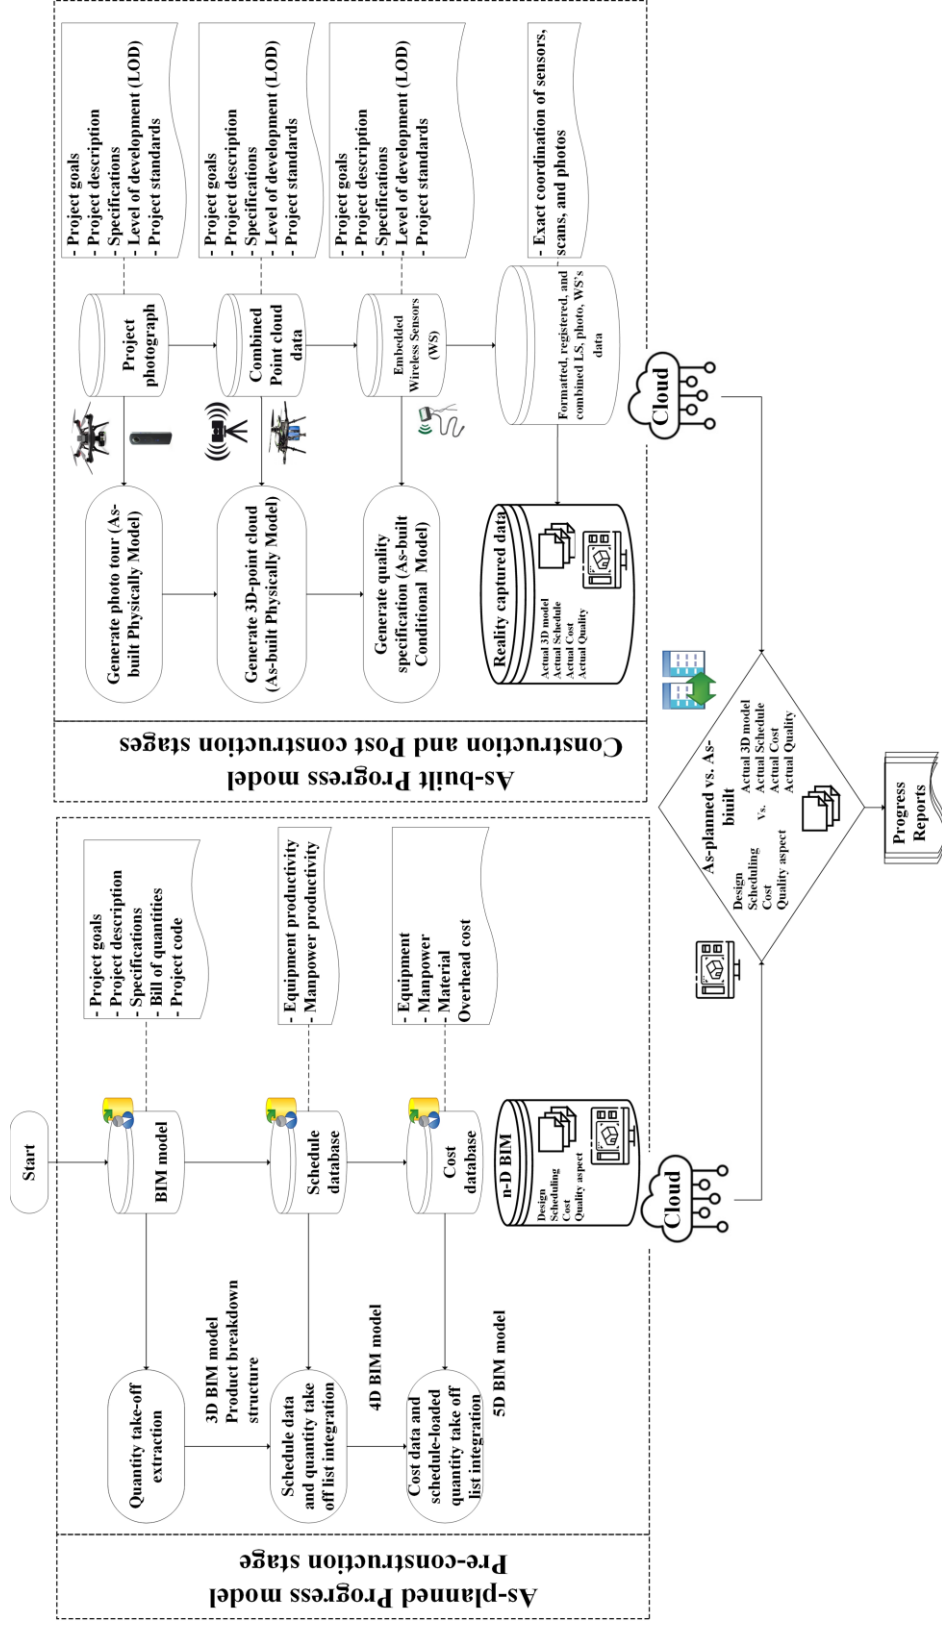 Start
As-planned Progress model
Pre-construction stage
BIM model
- Project goals
- Project description
- Specifications
- Bill of quantities
- Project code
Quantity take-off
extraction
3D BIM model
Product breakdown
structure
Schedule
database
- Equipment productivity
- Manpower productivity
Schedule data
and quantity take
off list integration
4D BIM model
Cost
database
- Equipment
- Manpower
- Material
Overhead cost
Cost data and
schedule-loaded
quantity take off
list integration
5D BIM model
n-D BIM
Design
Scheduling
Cost
Quality aspect
Cloud
As-built Progress model
Construction and Post construction stages
Generate photo tour (As-
built Physically Model)
Project
photograph
- Project goals
- Project description
- Specifications
- Level of development (LOD)
- Project standards
Generate 3D-point cloud
(As-built Physically Model)
Combined
Point cloud
data
- Project goals
- Project description
- Specifications
- Level of development (LOD)
- Project standards
Generate quality
specification (As-built
Conditional Model)
Embedded
Wireless Sensors
(WS)
- Project goals
- Project description
- Specifications
- Level of development (LOD)
- Project standards
Reality captured data
Actual 3D model
Actual Schedule
Actual Cost
Actual Quality
Formatted, registered, and
combined LS, photo, WS's
data
- Exact coordination of sensors,
scans, and photos
Cloud
As-planned vs. As-
biuilt
Design
Scheduling
Cost
Quality aspect
Vs.
Actual 3D model
Actual Schedule
Actual Cost
Actual Quality
Progress
Reports